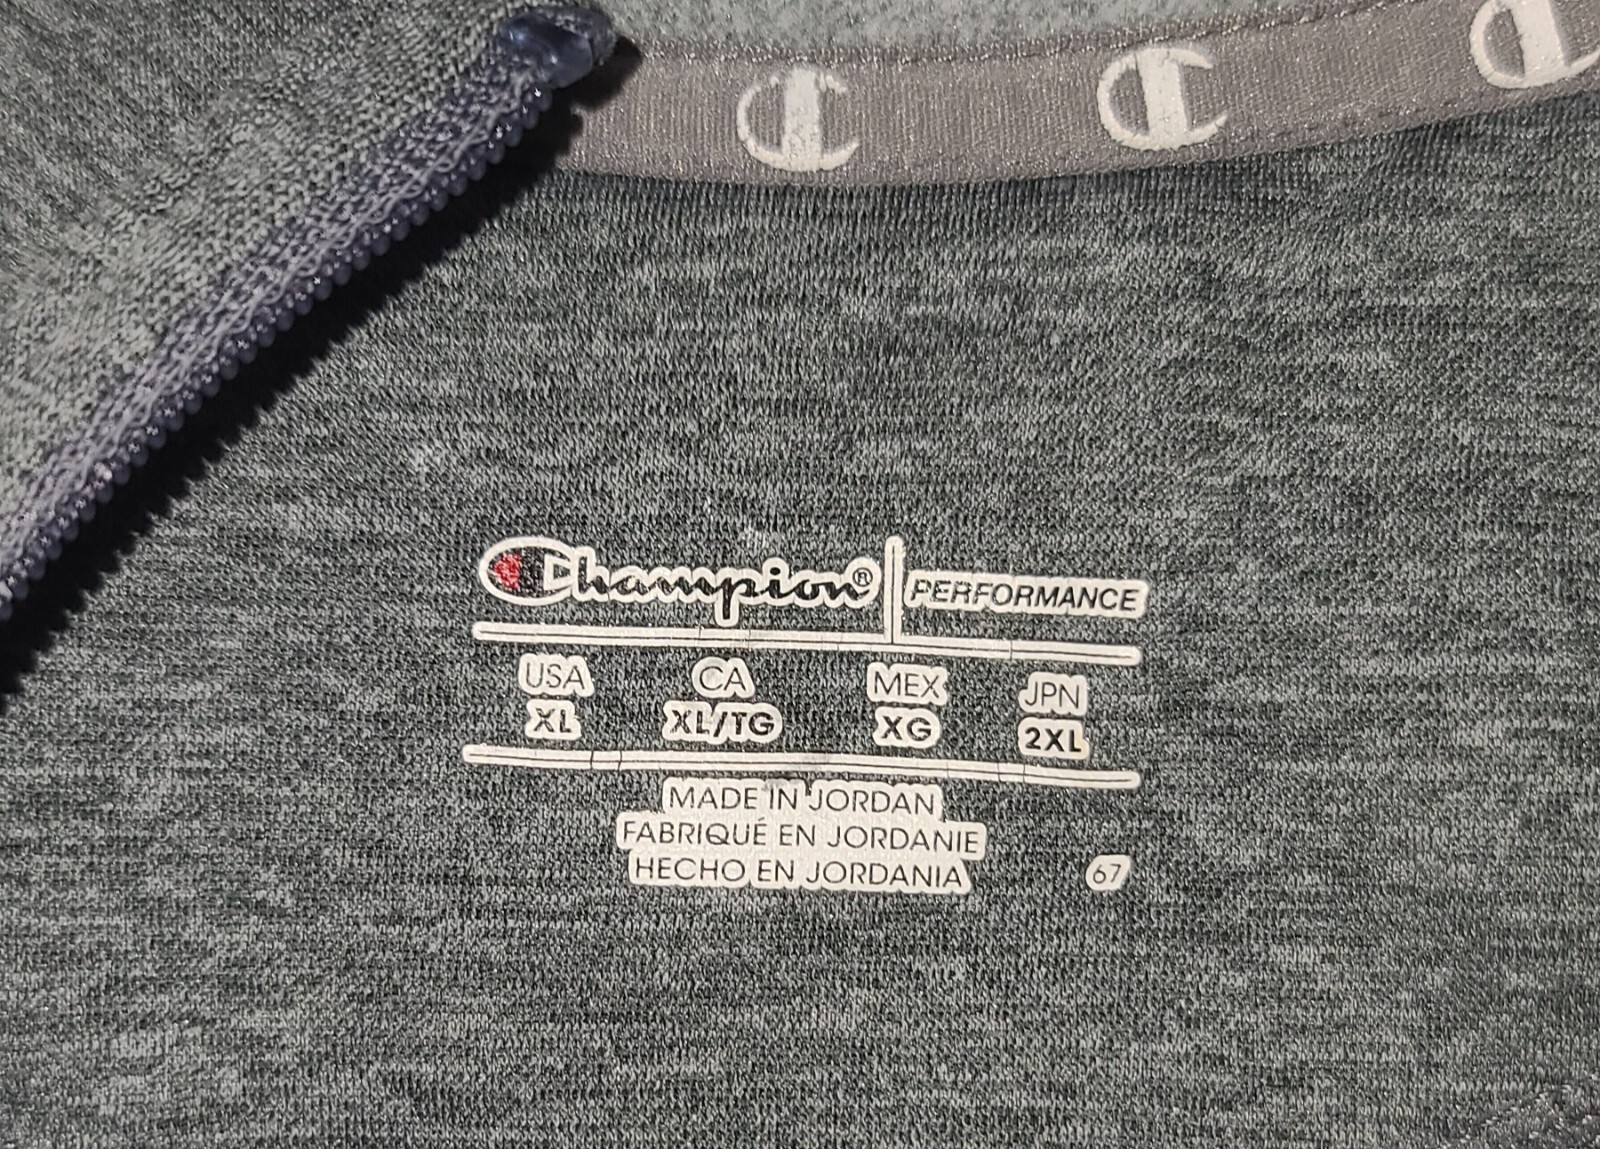 Champion® PERFORMANCE
USA CA MEX JPN
XL XL/TG XG 2XL
MADE IN JORDAN
FABRIQUÉ EN JORDANIE
HECHO EN JORDANIA 67